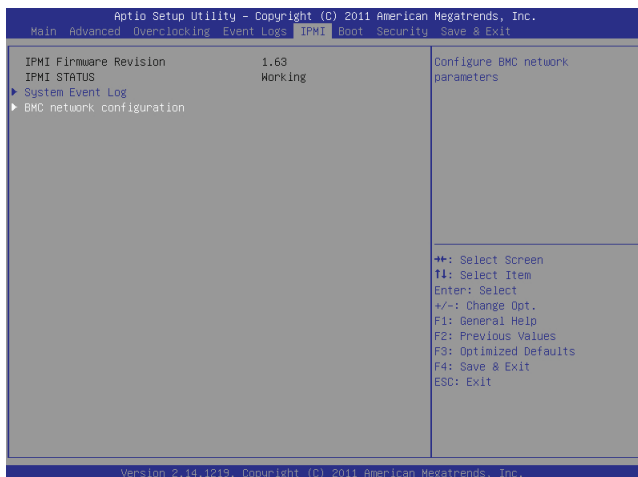 Aptio Setup Utility – Copyright (C) 2011 American Megatrends, Inc.
Main Advanced Overclocking Event Logs IPMI Boot Security Save & Exit
IPMI Firmware Revision 1.63
IPMI STATUS Working
System Event Log
BMC network configuration
Configure BMC network
parameters
→←: Select Screen
↑↓: Select Item
Enter: Select
+/-: Change Opt.
F1: General Help
F2: Previous Values
F3: Optimized Defaults
F4: Save & Exit
ESC: Exit
Version 2.14.1219. Copyright (C) 2011 American Megatrends, Inc.